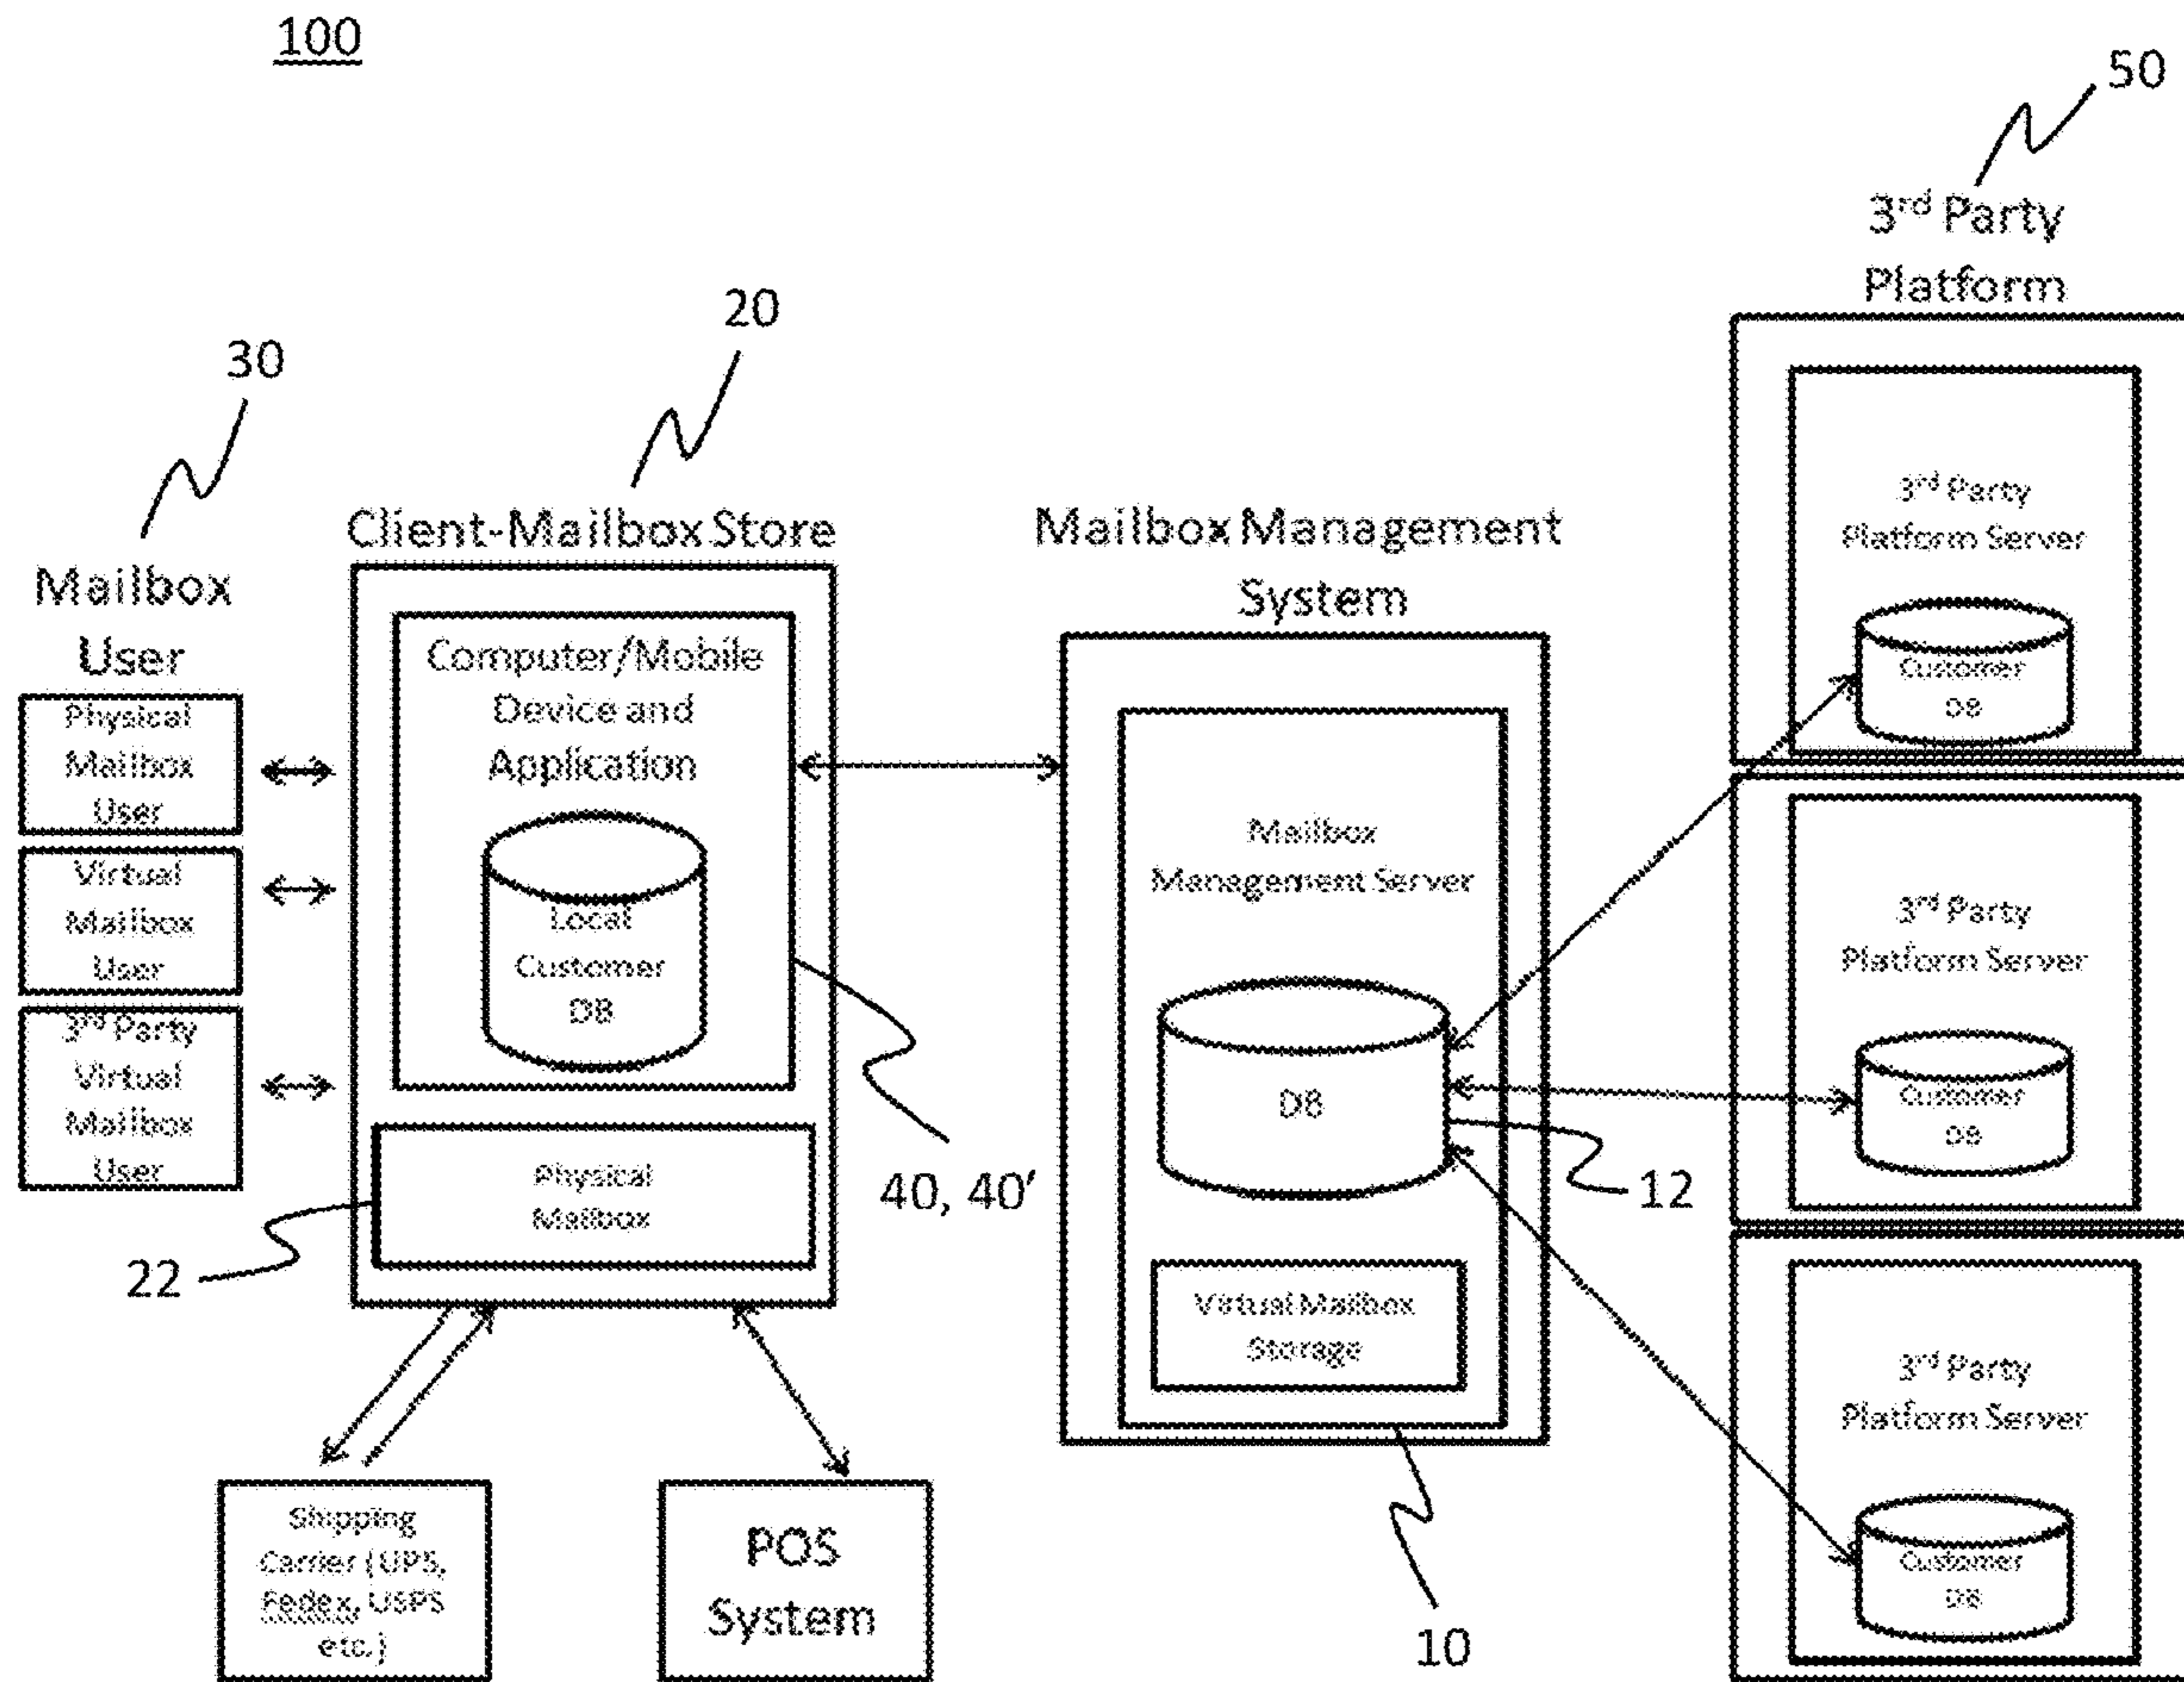 100
50
3rd Party
Platform
20
30
Client-Mailbox Store
Mailbox Management
System
Mailbox
User
Physical
Mailbox
User
Virtual
Mailbox
User
3rd Party
Virtual
Mailbox
User
Computer/Mobile
Device and
Application
Local
Customer
DB
Physical
Mailbox
22
40, 40'
Mailbox
Management Server
DB
12
Virtual Mailbox
Storage
10
3rd Party
Platform Server
Customer
DB
3rd Party
Platform Server
Customer
DB
3rd Party
Platform Server
Customer
DB
Shipping
Carrier (UPS,
Fedex, USPS
etc.)
POS
System